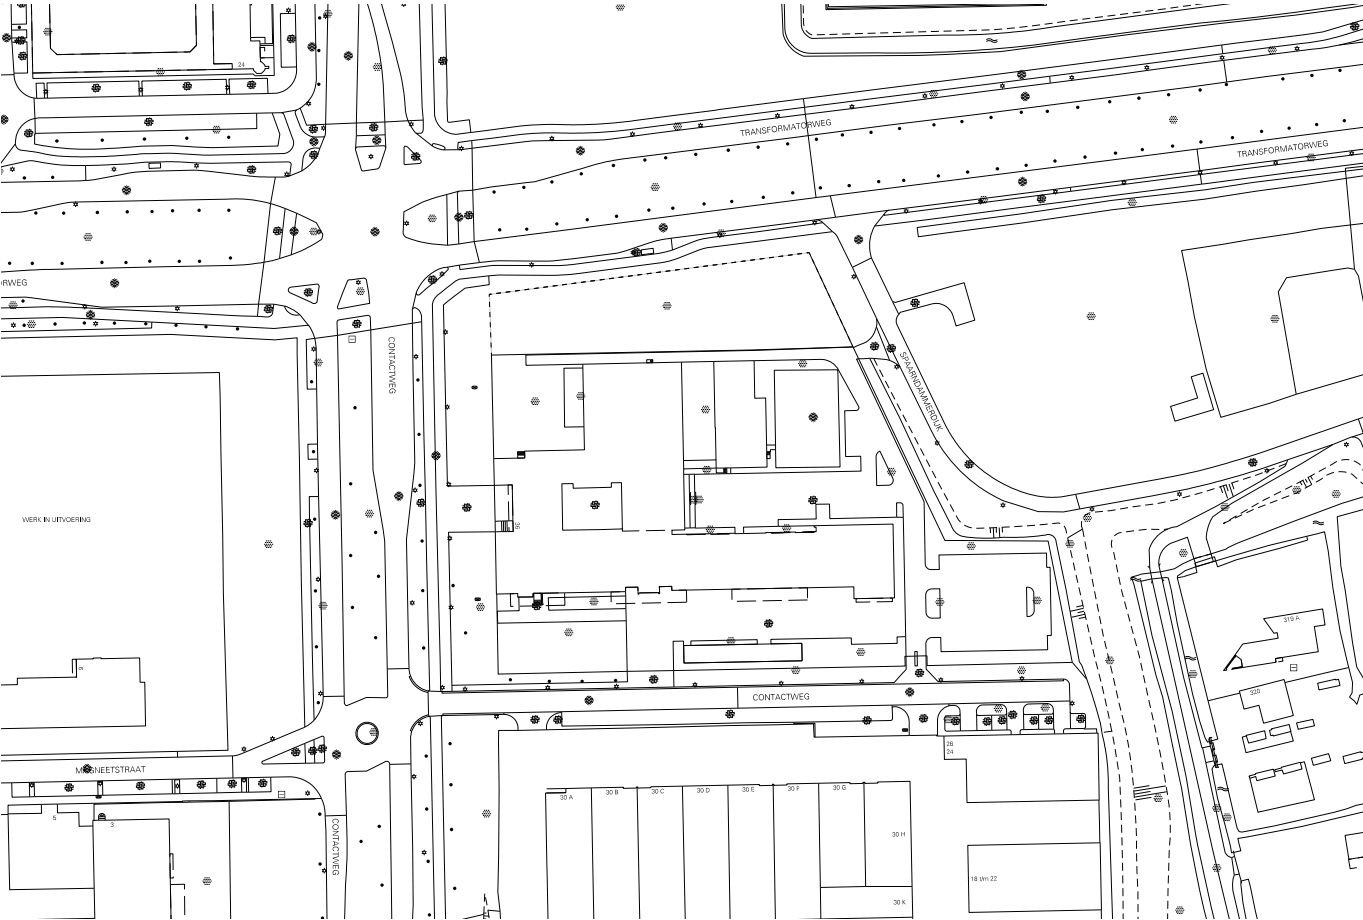 24
TRANSFORMATORWEG
TRANSFORMATORWEG
RWEG
CONTACTWEG
SPAARNDAMMERDIJK
WERK IN UITVOERING
36
319 A
320
CONTACTWEG
26
24
MAGNEETSTRAAT
30 A
30 B
30 C
30 D
30 E
30 F
30 G
5
3
CONTACTWEG
30 H
18 t/m 22
30 K